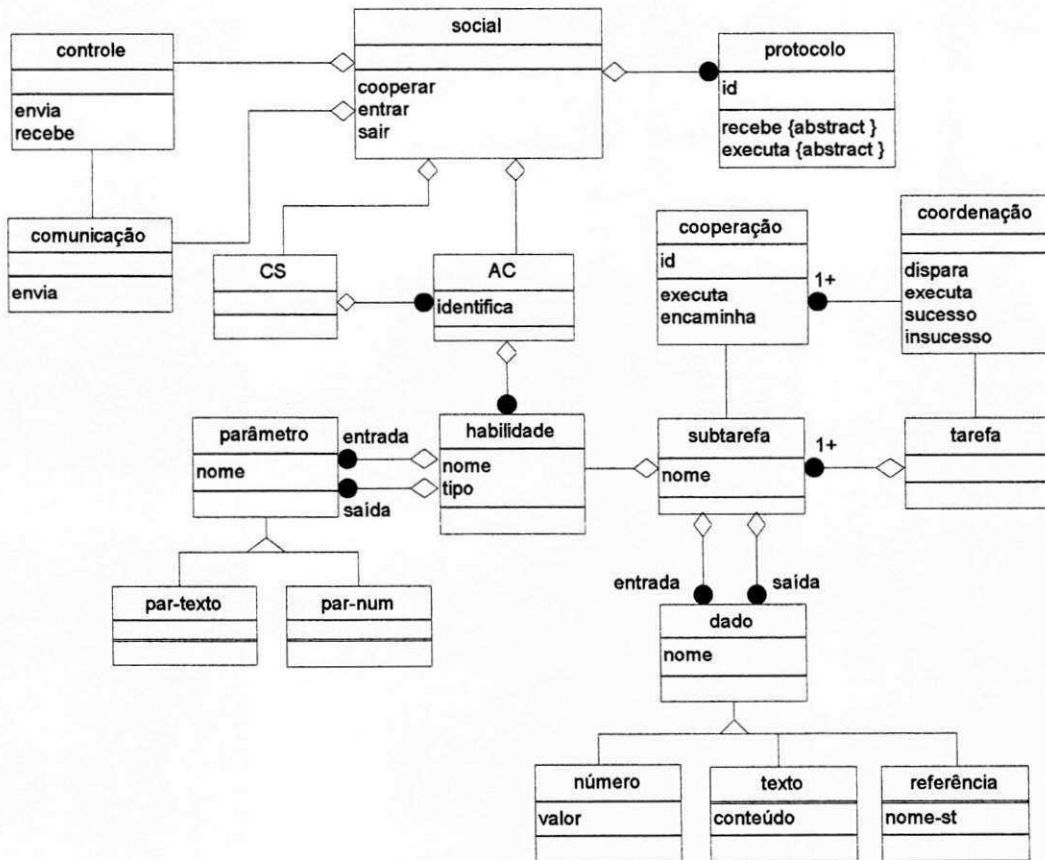 social
cooperar
entrar
sair
controle
envia
recebe
protocolo
id
recebe {abstract }
executa {abstract }
comunicação
envia
cooperação
id
executa
encaminha
coordenação
dispara
executa
sucesso
insucesso
1+
CS
AC
identifica
parâmetro
nome
entrada
saída
habilidade
nome
tipo
subtarefa
nome
1+
tarefa
par-texto
par-num
entrada
saída
dado
nome
número
valor
texto
conteúdo
referência
nome-st